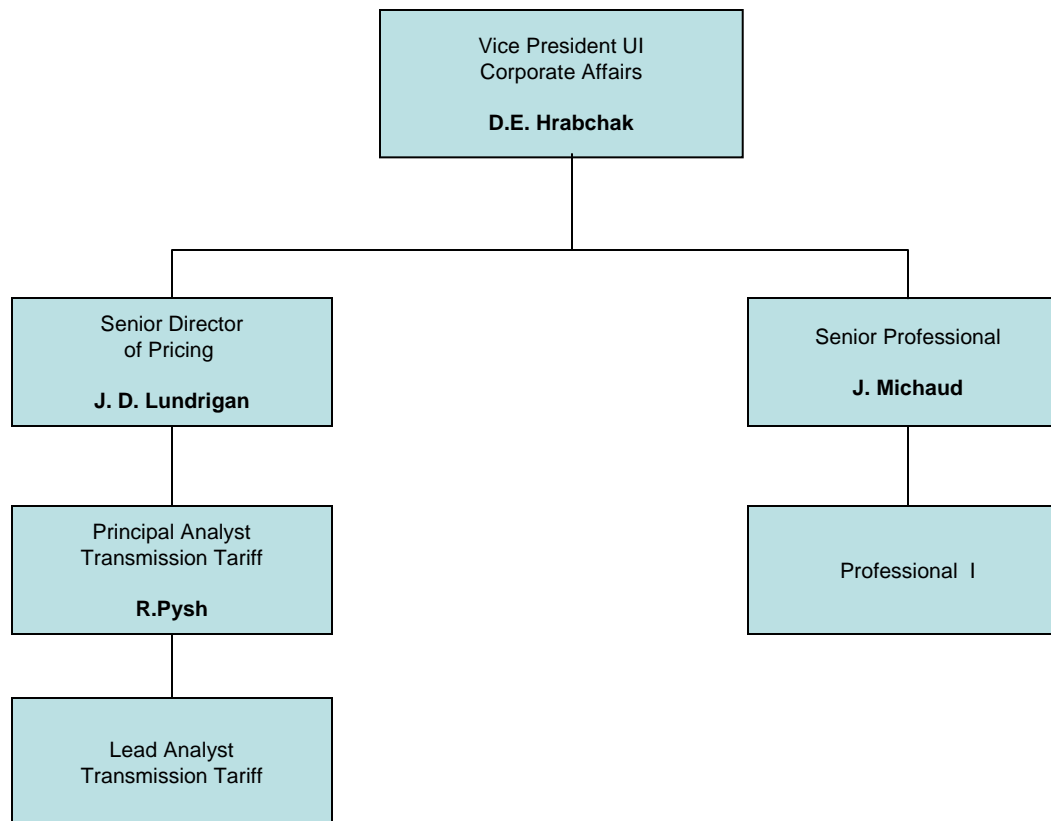 Vice President UI
Corporate Affairs
D.E. Hrabchak
Senior Director
of Pricing
J. D. Lundrigan
Senior Professional
J. Michaud
Principal Analyst
Transmission Tariff
R.Pysh
Professional  I
Lead Analyst
Transmission Tariff